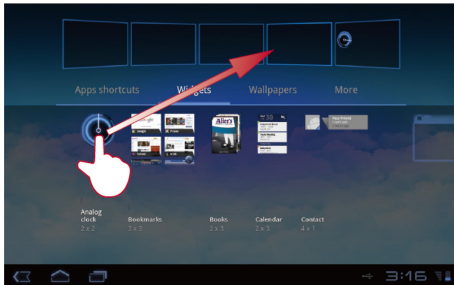 Apps shortcuts Widgets Wallpapers More
Analog
clock Bookmarks Books Calendar Contact
2 x 2 3 x 3 2 x 3 2 x 3 4 x 1
3:16